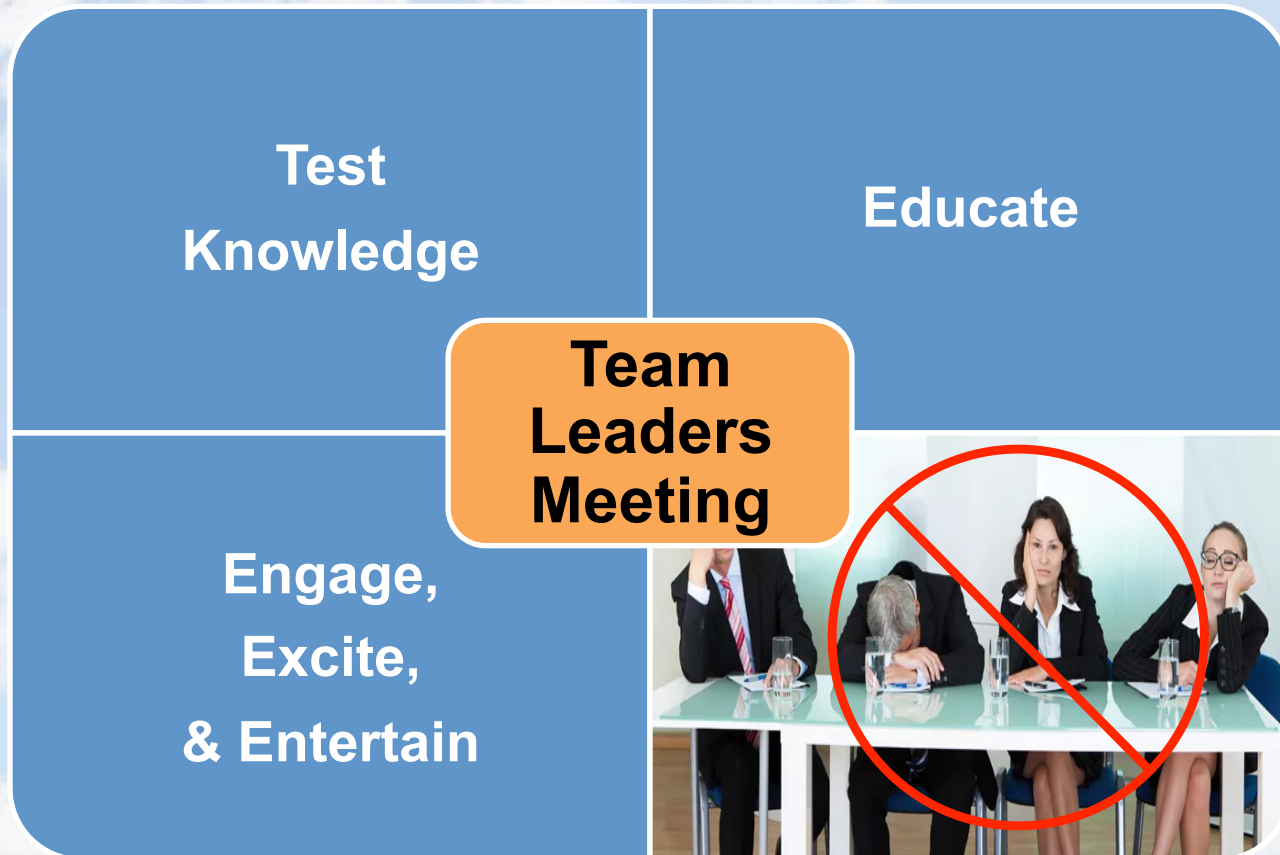 Test
Knowledge
Educate
Team
Leaders
Meeting
Engage,
Excite,
& Entertain